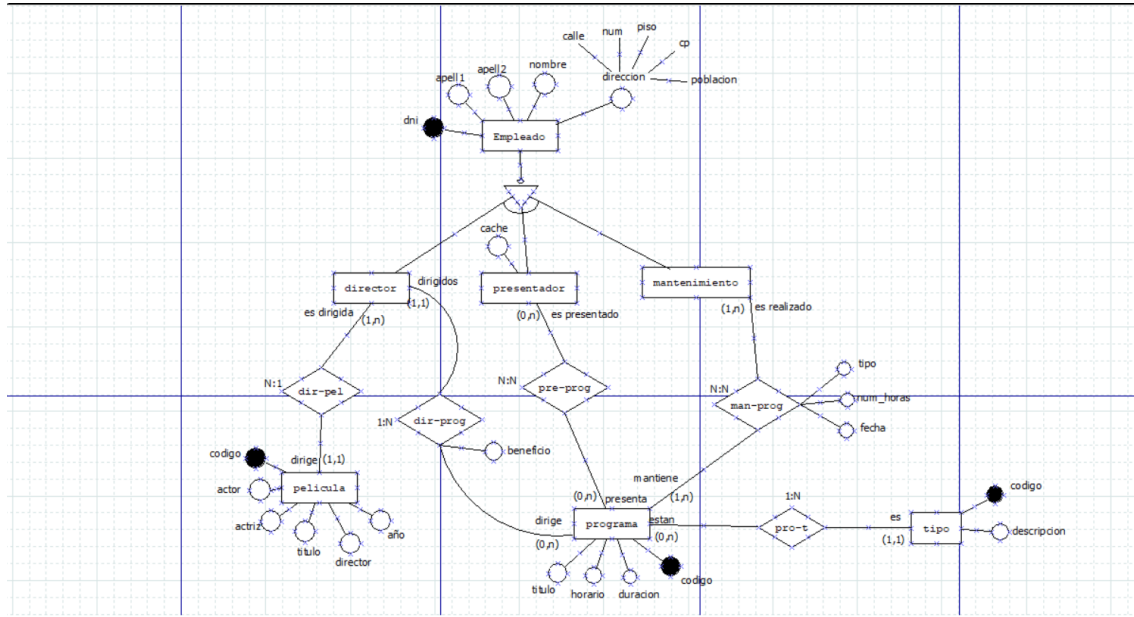 piso
num
calle
cp
nombre
apell2
apell1
direccion
poblacion
dni
Empleado
cache
director
dirigidos
presentador
mantenimiento
es dirigida
(1,1)
(0,n)
es presentado
(1,n)
es realizado
(1,n)
tipo
N:1
dir-pel
N:N
pre-prog
N:N
man-prog
num_horas
1:N
dir-prog
fecha
beneficio
codigo
dirige
(1,1)
mantiene
actor
pelicula
(0,n)
presenta
(1,n)
1:N
codigo
actriz
titulo
año
director
dirige
programa
estan
pro-t
es
tipo
descripcion
(0,n)
(0,n)
(1,1)
titulo
horario
duracion
codigo